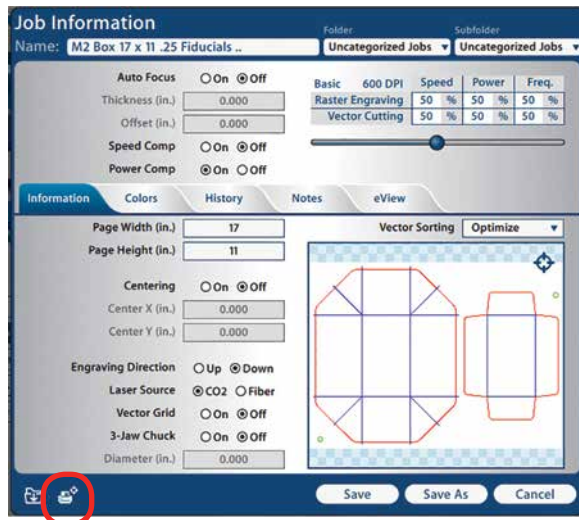 Job Information
Folder Subfolder
Name: M2 Box 17 x 11 .25 Fiducials .. Uncategorized Jobs Uncategorized Jobs
Auto Focus On Off
Thickness (in.) 0.000
Offset (in.) 0.000
Speed Comp On Off
Power Comp On Off
Basic 600 DPI Speed Power Freq.
Raster Engraving 50 % 50 % 50 %
Vector Cutting 50 % 50 % 50 %
Information Colors History Notes eView
Page Width (in.) 17
Page Height (in.) 11
Centering On Off
Center X (in.) 0.000
Center Y (in.) 0.000
Engraving Direction Up Down
Laser Source CO2 Fiber
Vector Grid On Off
3-Jaw Chuck On Off
Diameter (in.) 0.000
Vector Sorting Optimize
Save Save As Cancel